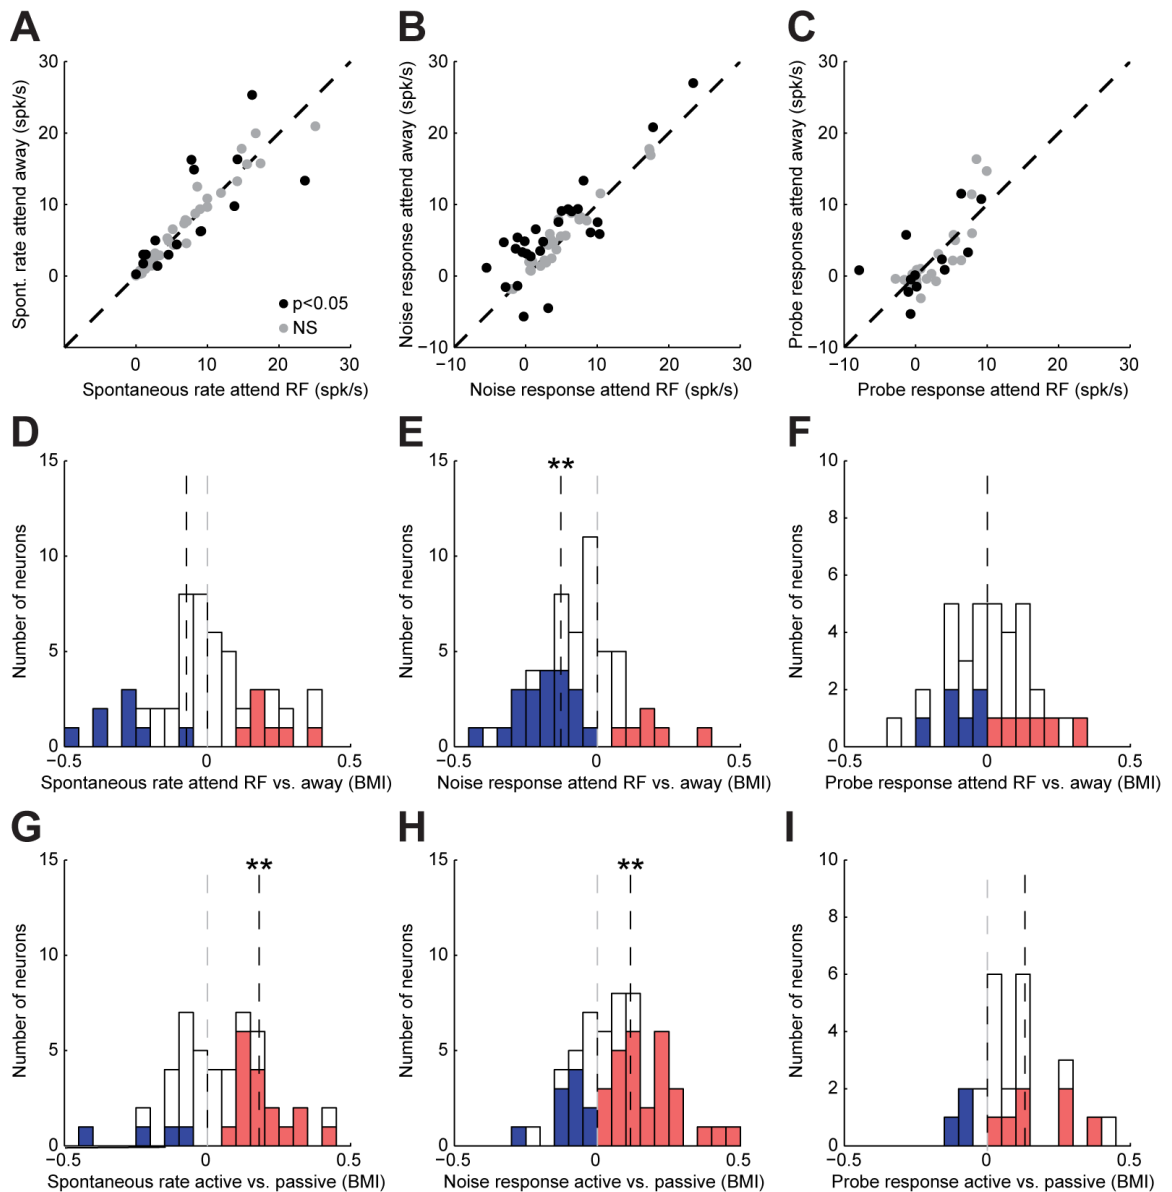 A
B
C
30
20
10
0
10
20
30
Spont. rate attend away (spk/s)
Spontaneous rate attend RF (spk/s)
p<0.05
NS
30
20
10
0
−10
−10
0
10
20
30
Noise response attend away (spk/s)
Noise response attend RF (spk/s)
30
20
10
0
−10
−10
0
10
20
30
Probe response attend away (spk/s)
Probe response attend RF (spk/s)
D
E
F
15
10
5
0
−0.5
0
0.5
Number of neurons
Spontaneous rate attend RF vs. away (BMI)
**
15
10
5
0
−0.5
0
0.5
Number of neurons
Noise response attend RF vs. away (BMI)
10
8
6
4
2
0
−0.5
0
0.5
Number of neurons
Probe response attend RF vs. away (BMI)
G
H
I
**
15
10
5
0
−0.5
0
0.5
Number of neurons
Spontaneous rate active vs. passive (BMI)
**
15
10
5
0
−0.5
0
0.5
Number of neurons
Noise response active vs. passive (BMI)
10
8
6
4
2
0
−0.5
0
0.5
Number of neurons
Probe response active vs. passive (BMI)